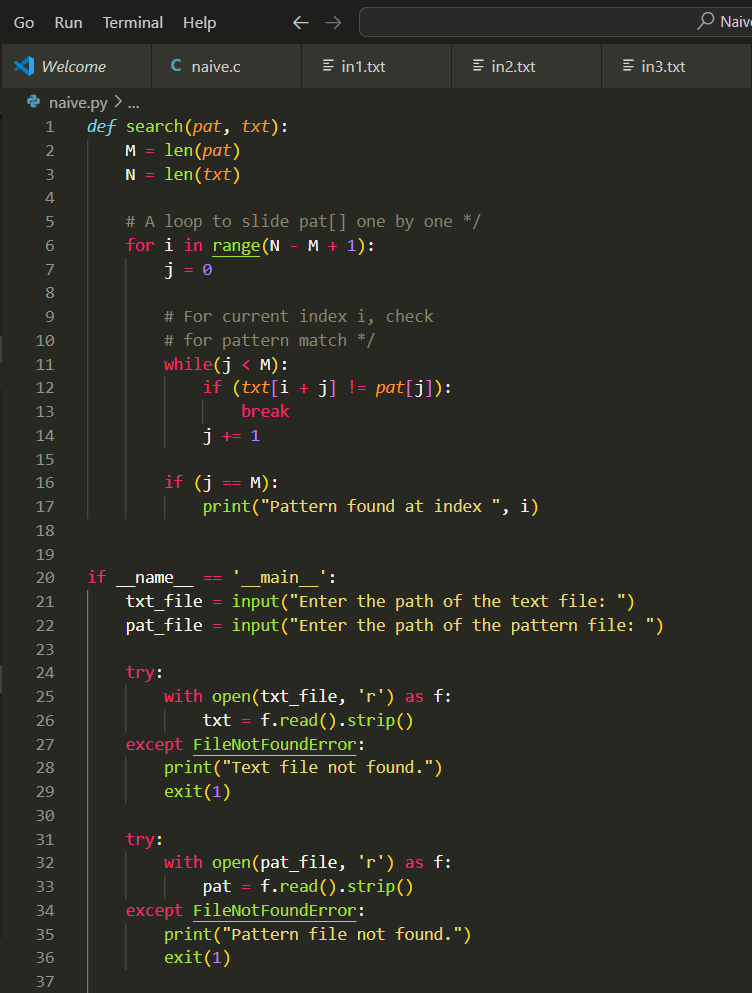 Go Run Terminal Help ← → Naiv
Welcome naive.c in1.txt in2.txt in3.txt
naive.py > ...
1 def search(pat, txt):
2     M = len(pat)
3     N = len(txt)
4
5     # A loop to slide pat[] one by one */
6     for i in range(N - M + 1):
7         j = 0
8
9         # For current index i, check
10         # for pattern match */
11         while(j < M):
12             if (txt[i + j] != pat[j]):
13                 break
14             j += 1
15
16         if (j == M):
17             print("Pattern found at index ", i)
18
19
20 if __name__ == '__main__':
21     txt_file = input("Enter the path of the text file: ")
22     pat_file = input("Enter the path of the pattern file: ")
23
24     try:
25         with open(txt_file, 'r') as f:
26             txt = f.read().strip()
27     except FileNotFoundError:
28         print("Text file not found.")
29         exit(1)
30
31     try:
32         with open(pat_file, 'r') as f:
33             pat = f.read().strip()
34     except FileNotFoundError:
35         print("Pattern file not found.")
36         exit(1)
37